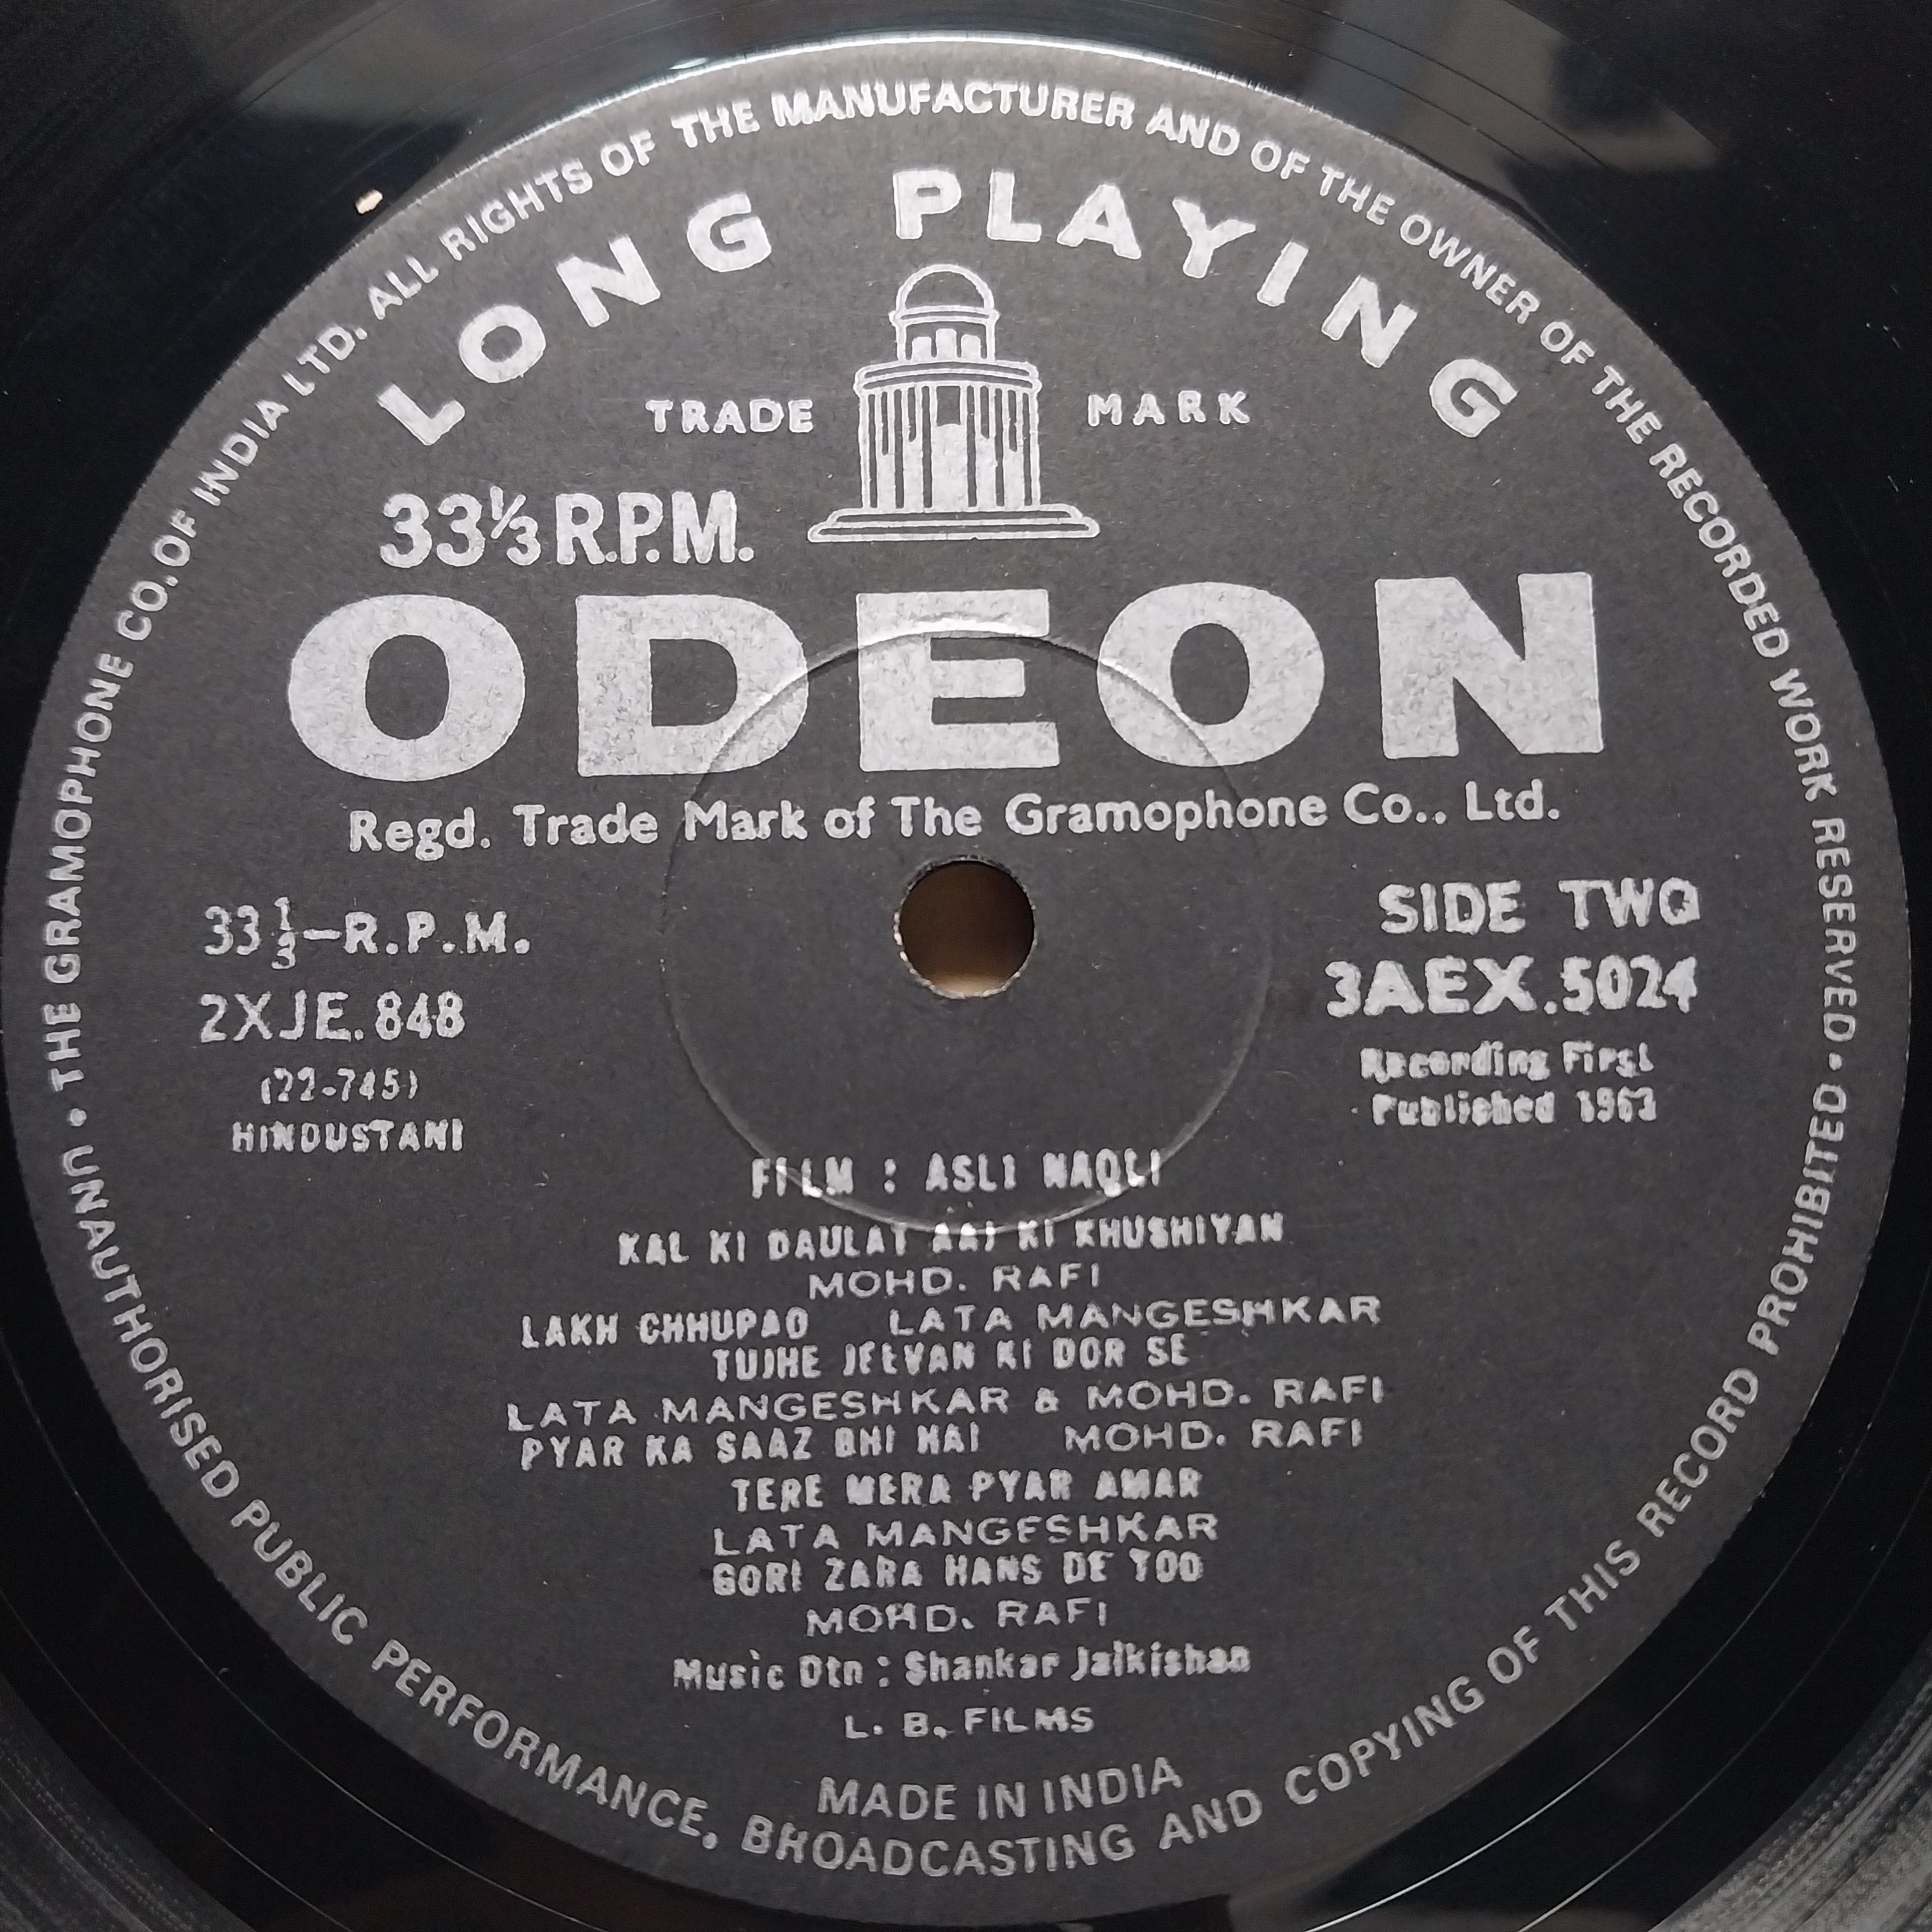 • THE GRAMOPHONE CO. OF INDIA LTD. ALL RIGHTS OF THE MANUFACTURER AND OF THE OWNER OF THE RECORDED WORK RESERVED •
LONG PLAYING
TRADE MARK
33⅓ R.P.M.
ODEON
Regd. Trade Mark of The Gramophone Co.. Ltd.
33⅓-R.P.M.
2XJE.848
(22-745)
HINDUSTANI
SIDE TWO
3AEX.5024
Recording First
Published 1963
FILM : ASLI NAQLI
KAL KI DAULAT AAJ KI KHUSHIYAN
MOHD. RAFI
LAKH CHHUPAO LATA MANGESHKAR
TUJHE JEEVAN KI DOR SE
LATA MANGESHKAR & MOHD. RAFI
PYAR KA SAAZ BHI HAI MOHD. RAFI
TERE MERA PYAR AMAR
LATA MANGESHKAR
GORI ZARA HANS DE TOO
MOHD. RAFI
Music Dtn : Shankar Jaikishan
L. B. FILMS
MADE IN INDIA
UNNAUTHORISED PUBLIC PERFORMANCE, BROADCASTING AND COPYING OF THIS RECORD PROHIBITED